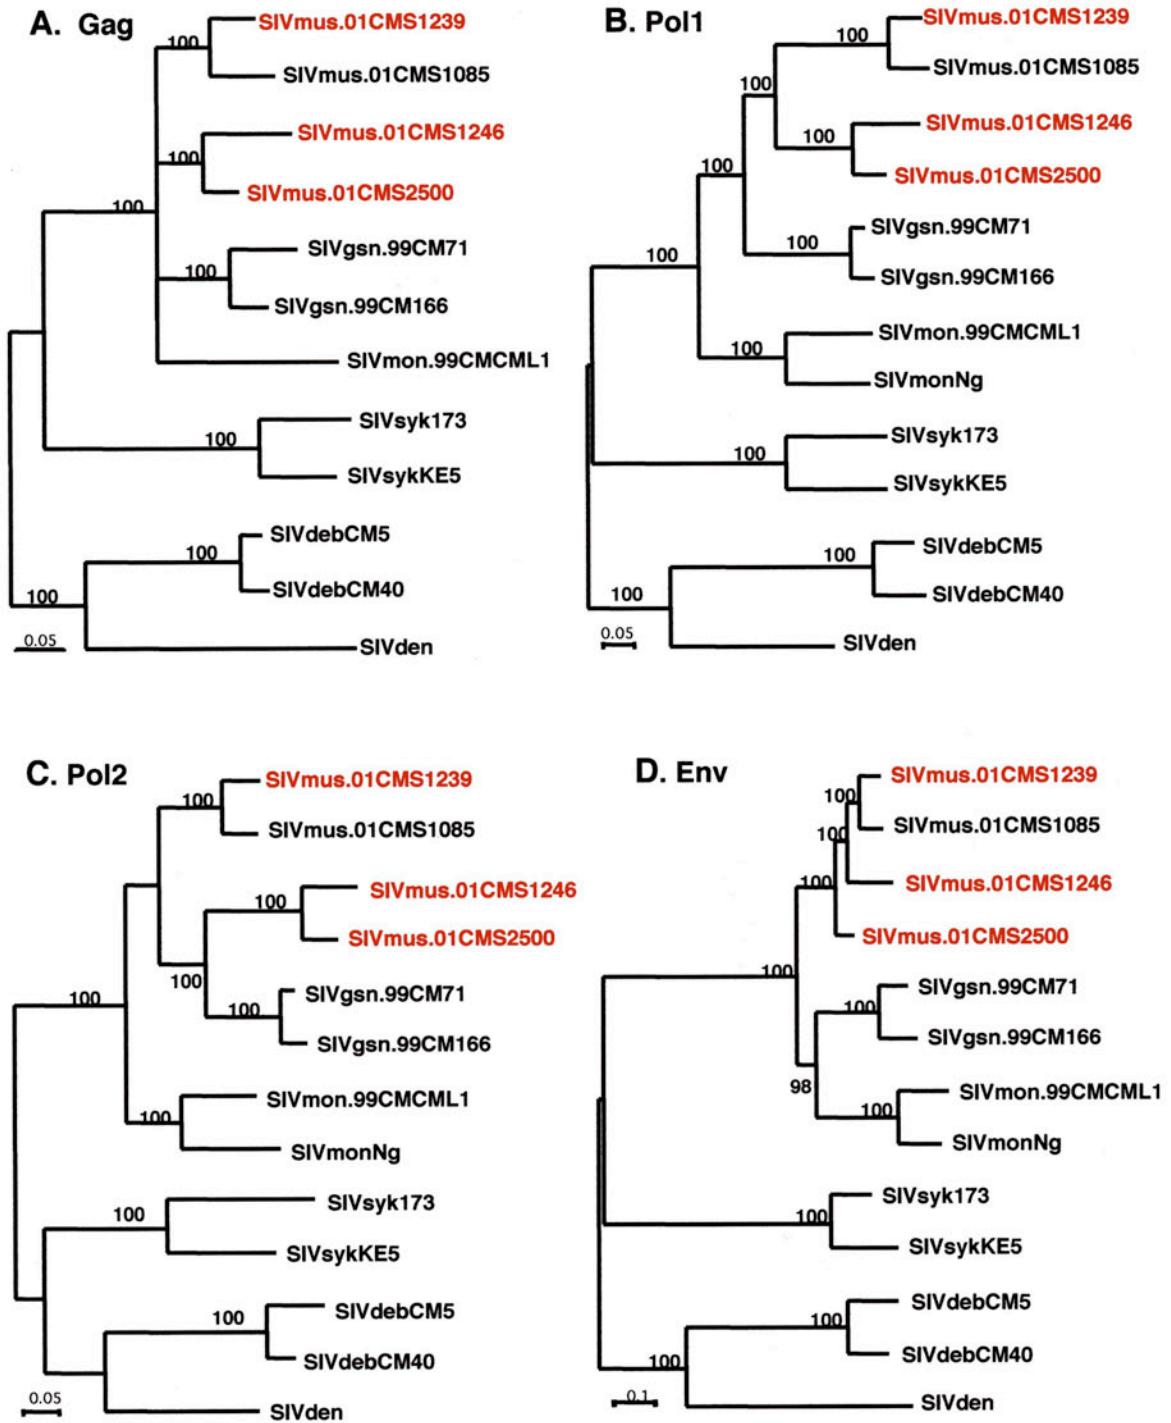 A. Gag
SIVmus.01CMS1239
100
SIVmus.01CMS1085
SIVmus.01CMS1246
100
SIVmus.01CMS2500
100
SIVgsn.99CM71
100
SIVgsn.99CM166
SIVmon.99CMCML1
SIVsyk173
100
SIVsykKE5
SIVdebCM5
100
SIVdebCM40
100
SIVden
0.05
B. Pol1
SIVmus.01CMS1239
100
SIVmus.01CMS1085
100
SIVmus.01CMS1246
100
SIVmus.01CMS2500
100
SIVgsn.99CM71
100
SIVgsn.99CM166
100
SIVmon.99CMCML1
100
SIVmonNg
SIVsyk173
100
SIVsykKE5
SIVdebCM5
100
SIVdebCM40
100
SIVden
0.05
C. Pol2
SIVmus.01CMS1239
100
SIVmus.01CMS1085
SIVmus.01CMS1246
100
SIVmus.01CMS2500
100
SIVgsn.99CM71
100
SIVgsn.99CM166
100
SIVmon.99CMCML1
100
SIVmonNg
SIVsyk173
100
SIVsykKE5
SIVdebCM5
100
SIVdebCM40
SIVden
0.05
D. Env
SIVmus.01CMS1239
100
SIVmus.01CMS1085
100
SIVmus.01CMS1246
100
SIVmus.01CMS2500
100
SIVgsn.99CM71
100
SIVgsn.99CM166
98
SIVmon.99CMCML1
100
SIVmonNg
SIVsyk173
100
SIVsykKE5
SIVdebCM5
100
SIVdebCM40
100
SIVden
0.1